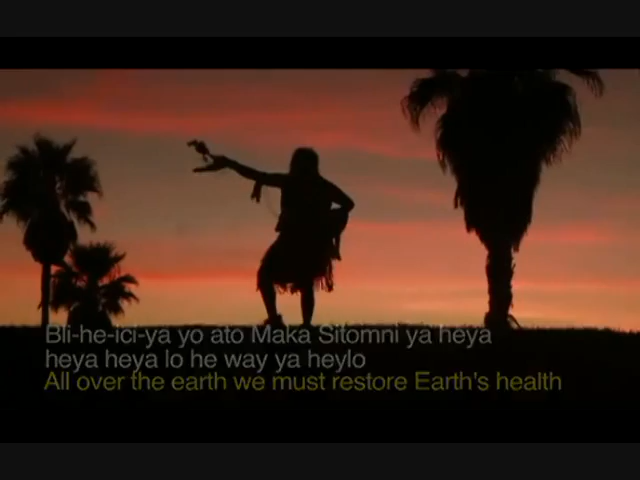 Bli-he-ici-ya yo ato Maka Sitomni ya heya
heya heya lo he way ya heylo
All over the earth we must restore Earth's health